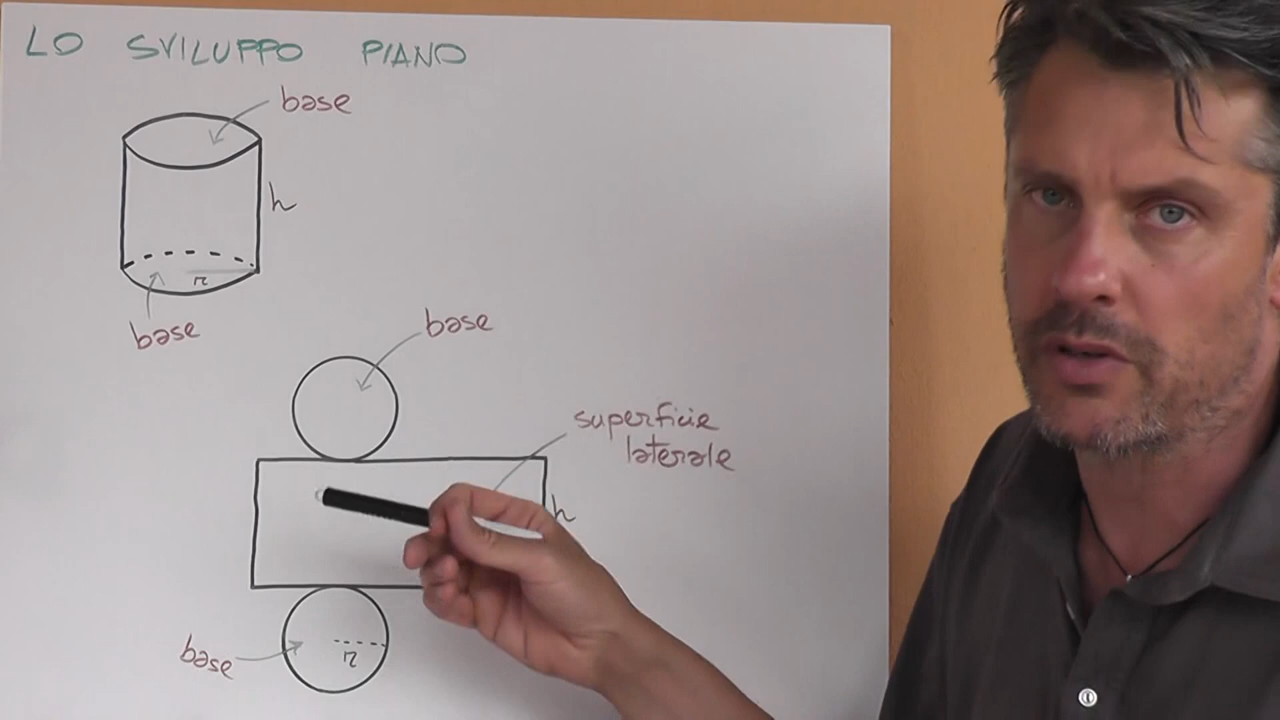 LO SVILUPPO PIANO
base
h
r
base
base
superficie
laterale
h
base
r